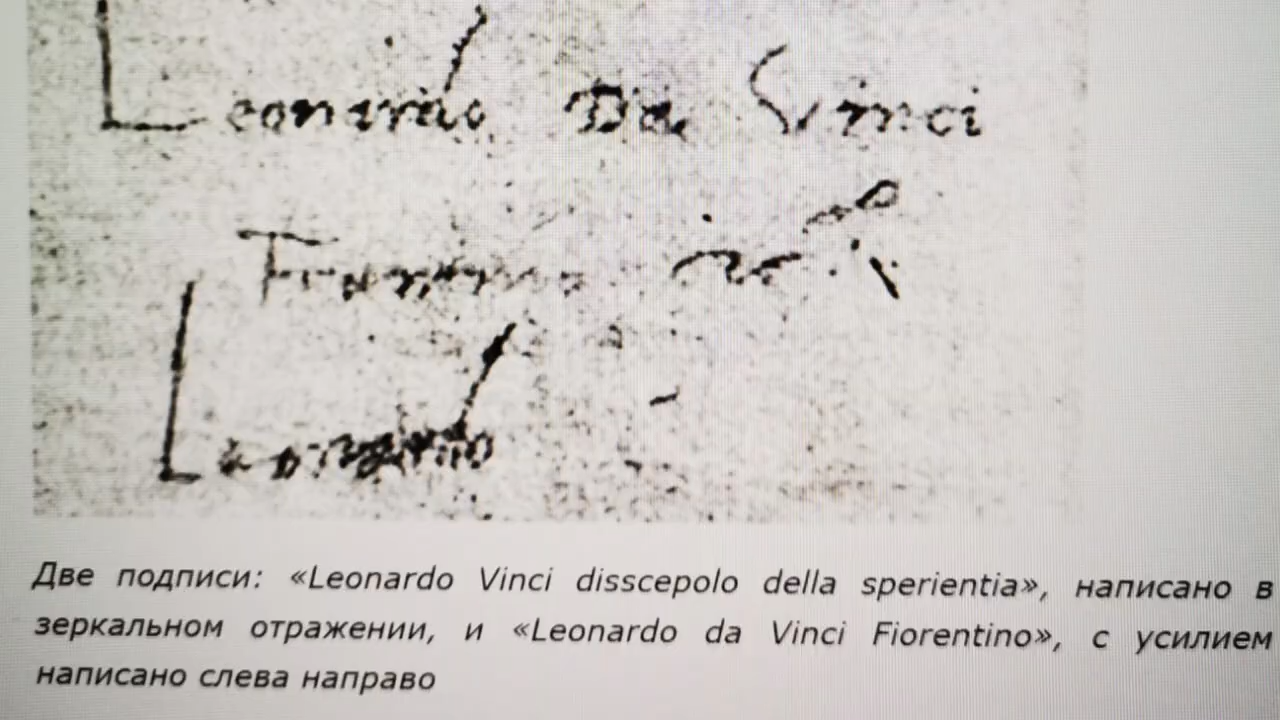 Leonardo Da Vinci
Leonardo
Две подписи: «Leonardo Vinci disscepolo della sperientia», написано в
зеркальном отражении, и «Leonardo da Vinci Fiorentino», с усилием
написано слева направо